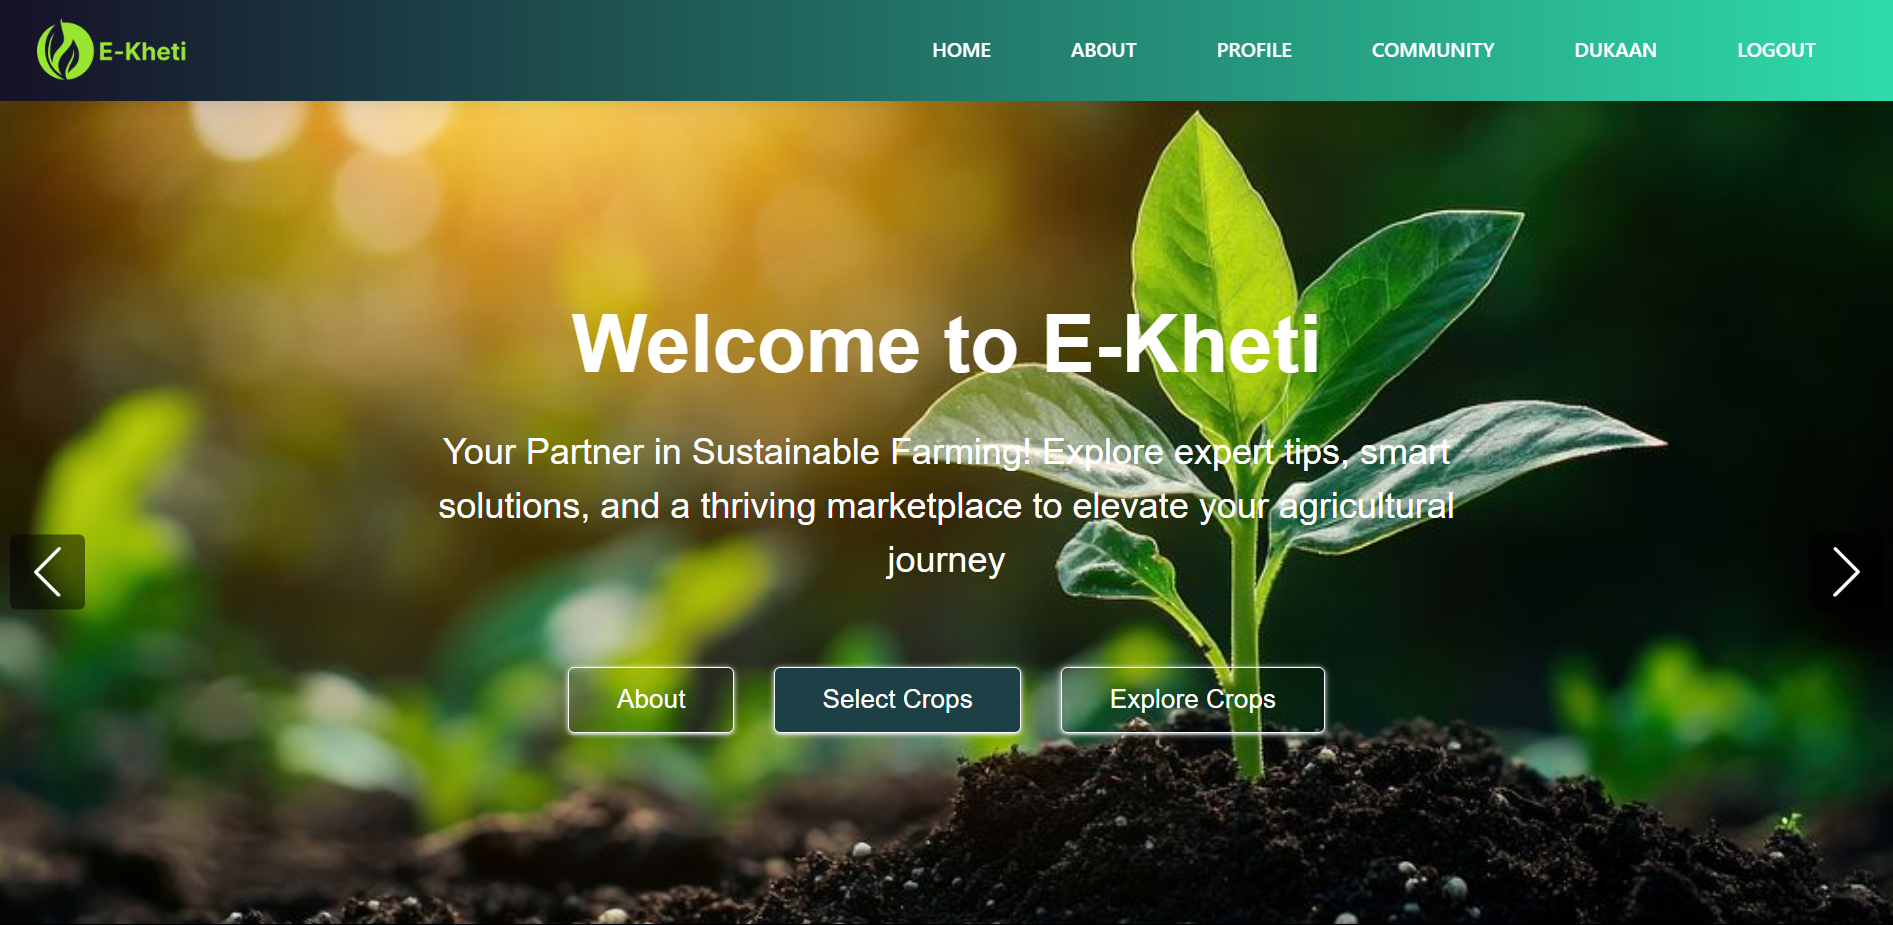 E-Kheti
HOME
ABOUT
PROFILE
COMMUNITY
DUKAAN
LOGOUT
Welcome to E-Kheti
Your Partner in Sustainable Farming! Explore expert tips, smart
solutions, and a thriving marketplace to elevate your agricultural
journey
About
Select Crops
Explore Crops